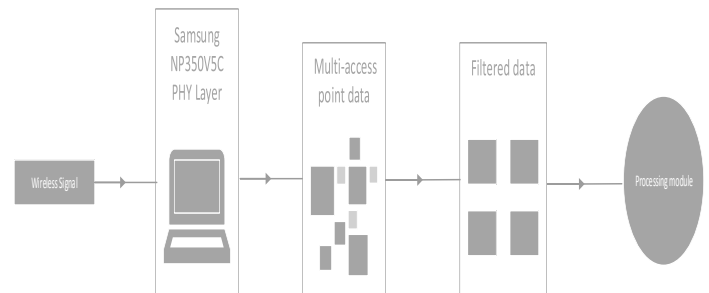 Wireless Signal
Samsung
NP350V5C
PHY Layer
Multi-access
point data
Filtered data
Processing module